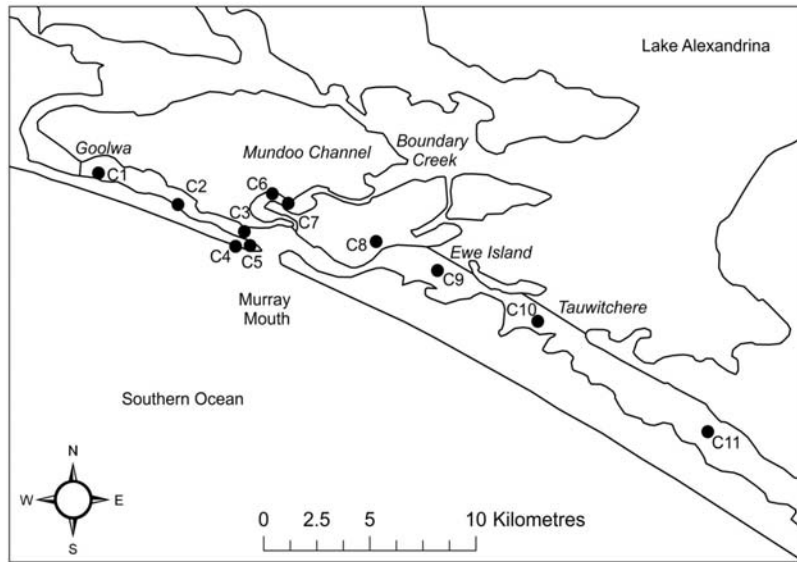 Lake Alexandrina
Goolwa
Mundoo Channel
Boundary
Creek
C1
C2
C3
C4
C5
C6
C7
C8
Ewe Island
C9
C10
Tauwitchere
Murray
Mouth
Southern Ocean
C11
N
W
E
S
0 2.5 5 10 Kilometres